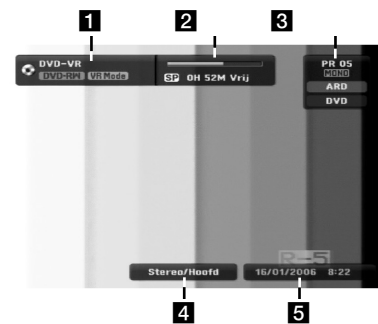 1 2 3
DVD-VR
DVD-RW VR Mode
SP 0H 52M Vrij
PR 05
MONO
ARD
DVD
R-5
Stereo/Hoofd
16/01/2006 8:22
4 5